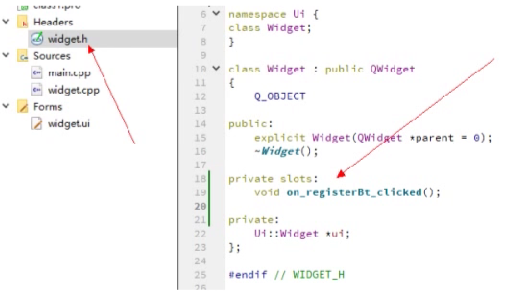 Headers
widget.h
Sources
main.cpp
widget.cpp
Forms
widget.ui
6 namespace Ui {
7 class Widget;
8 }
9
10 class Widget : public QWidget
11 {
12 Q_OBJECT
13
14 public:
15 explicit Widget(QWidget *parent = 0);
16 ~Widget();
17
18 private slots:
19 void on_registerBt_clicked();
20
21 private:
22 Ui::Widget *ui;
23 };
24
25 #endif // WIDGET_H
26